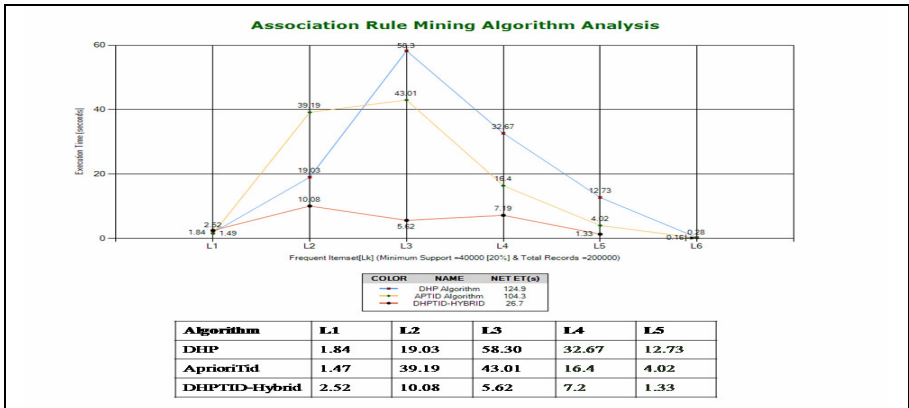 Association Rule Mining Algorithm Analysis
60
40
20
0
Execution Time [seconds]
58.3
43.01
39.19
32.67
19.03
16.4
12.73
10.08
7.19
5.62
4.02
2.52
1.84
1.49
1.33
0.28
0.16
L1 L2 L3 L4 L5 L6
Frequent Itemset[Lk] (Minimum Support =40000 [20%] & Total Records =200000)
COLOR NAME NET ET(s)
DHP Algorithm 124.9
APTID Algorithm 104.3
DHPTID-HYBRID 26.7
Algorithm L1 L2 L3 L4 L5
DHP 1.84 19.03 58.30 32.67 12.73
AprioriTid 1.47 39.19 43.01 16.4 4.02
DHPTID-Hybrid 2.52 10.08 5.62 7.2 1.33